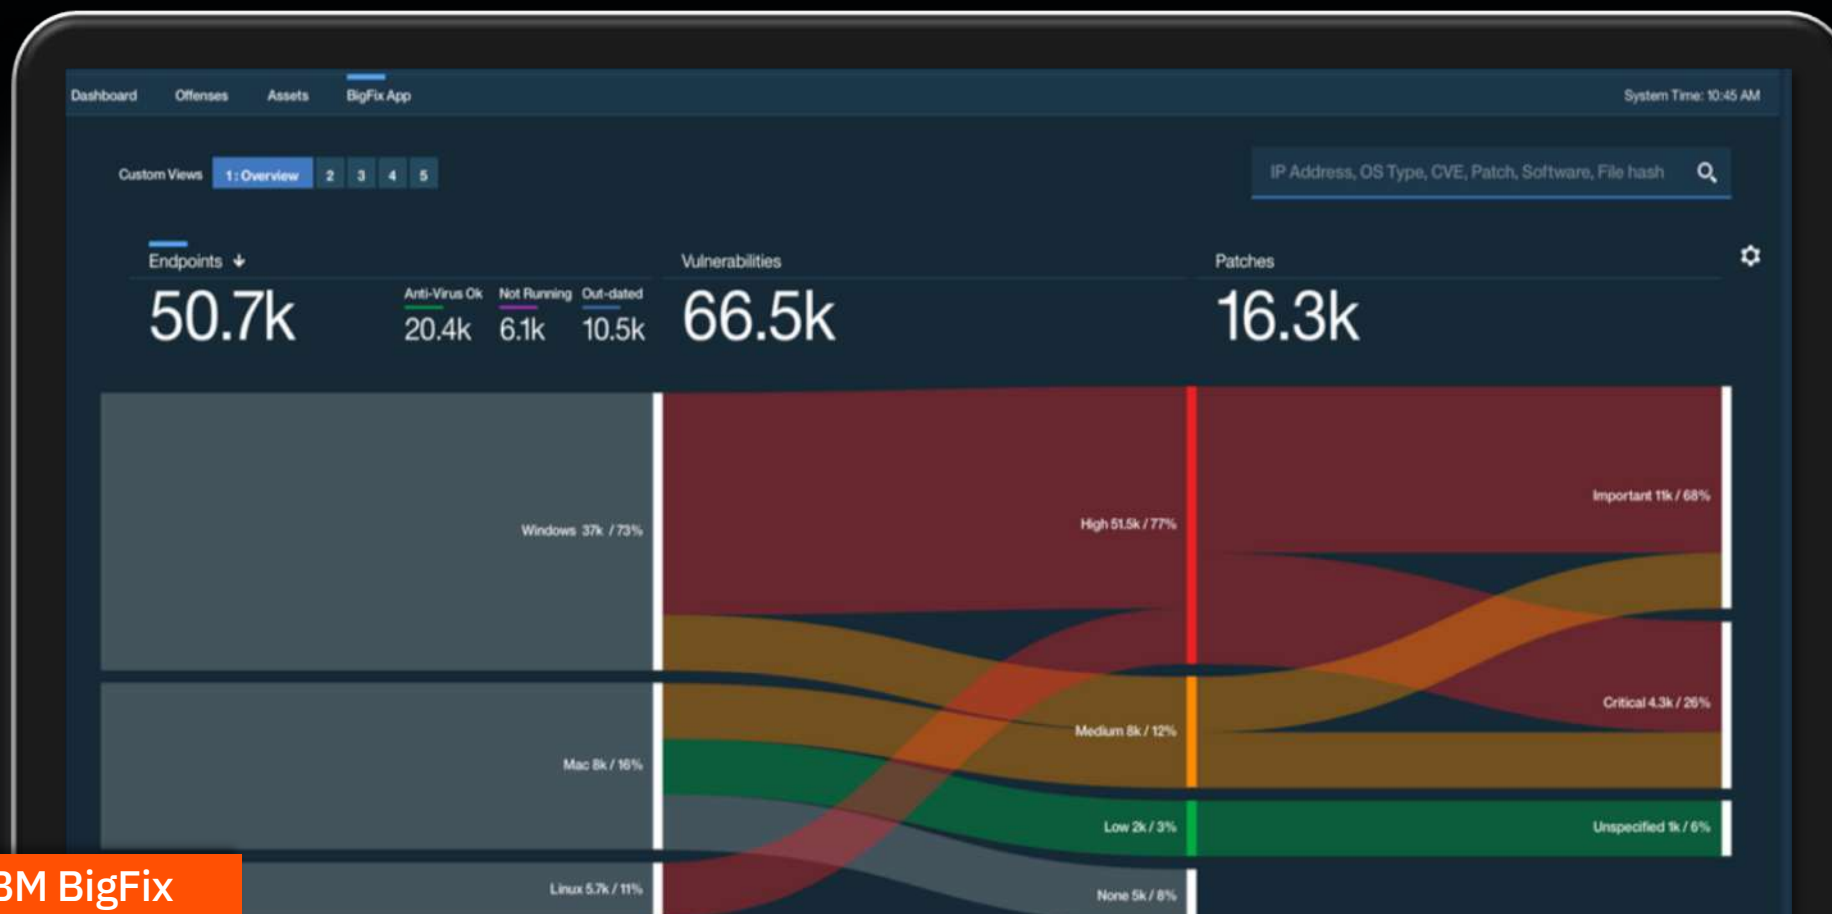 Dashboard Offenses Assets BigFix App System Time: 10:45 AM
Custom Views 1: Overview 2 3 4 5 IP Address, OS Type, CVE, Patch, Software, File hash
Endpoints Vulnerabilities Patches
50.7k
Anti-Virus Ok Not Running Out-dated
20.4k 6.1k 10.5k
66.5k
16.3k
Important 11k / 68%
High 51.5k / 77%
Windows 37k / 73%
Critical 4.3k / 26%
Medium 8k / 12%
Mac 8k / 16%
Low 2k / 3%
Unspecified 1k / 6%
Linux 5.7k / 11%
None 5k / 8%
BM BigFix